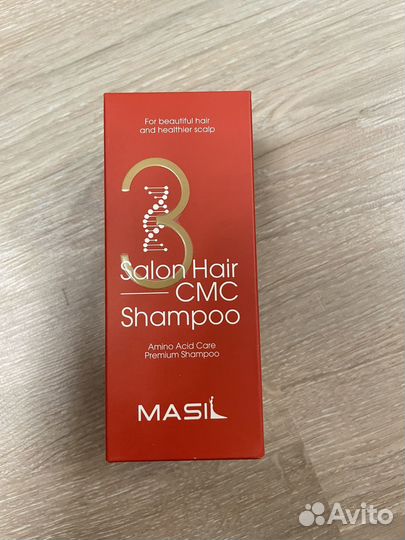 For beautiful hair
and healthier scalp
3
Salon Hair
CMC
Shampoo
Amino Acid Care
Premium Shampoo
MASIL
Avito